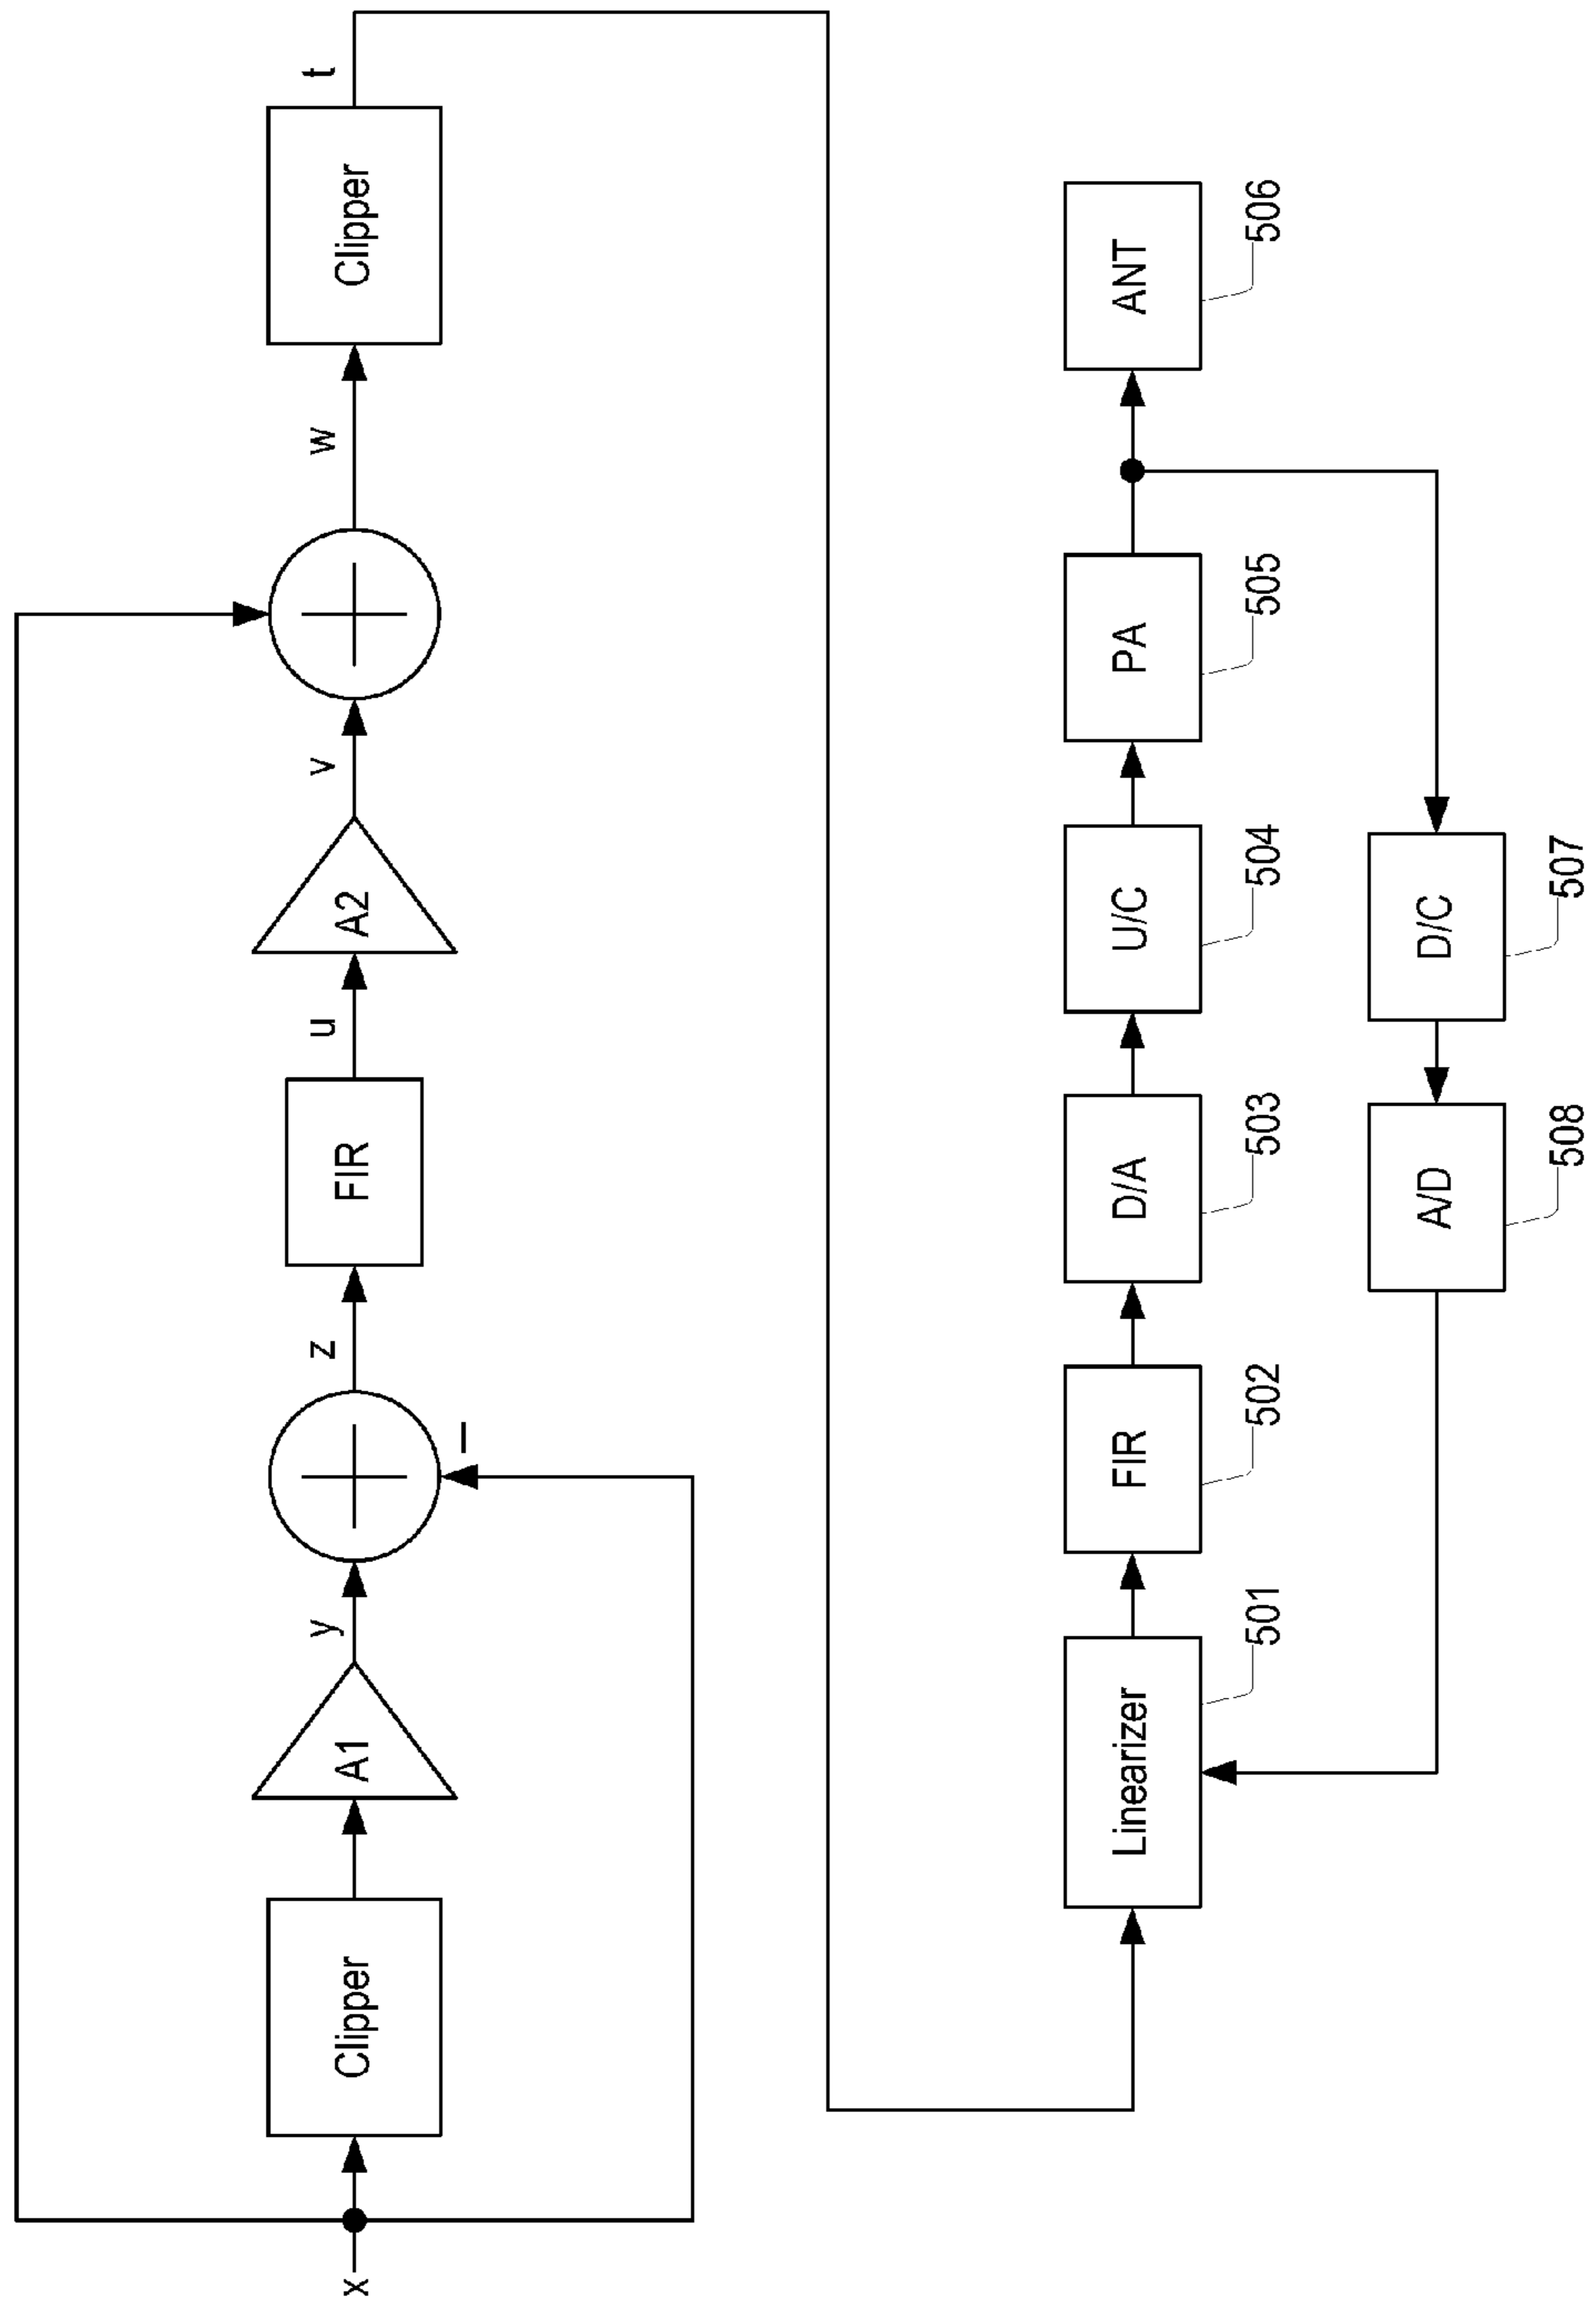 x
Clipper
A1
y
−
z
FIR
u
A2
v
w
Clipper
t
Linearizer
501
FIR
502
D/A
503
U/C
504
PA
505
ANT
506
A/D
508
D/C
507